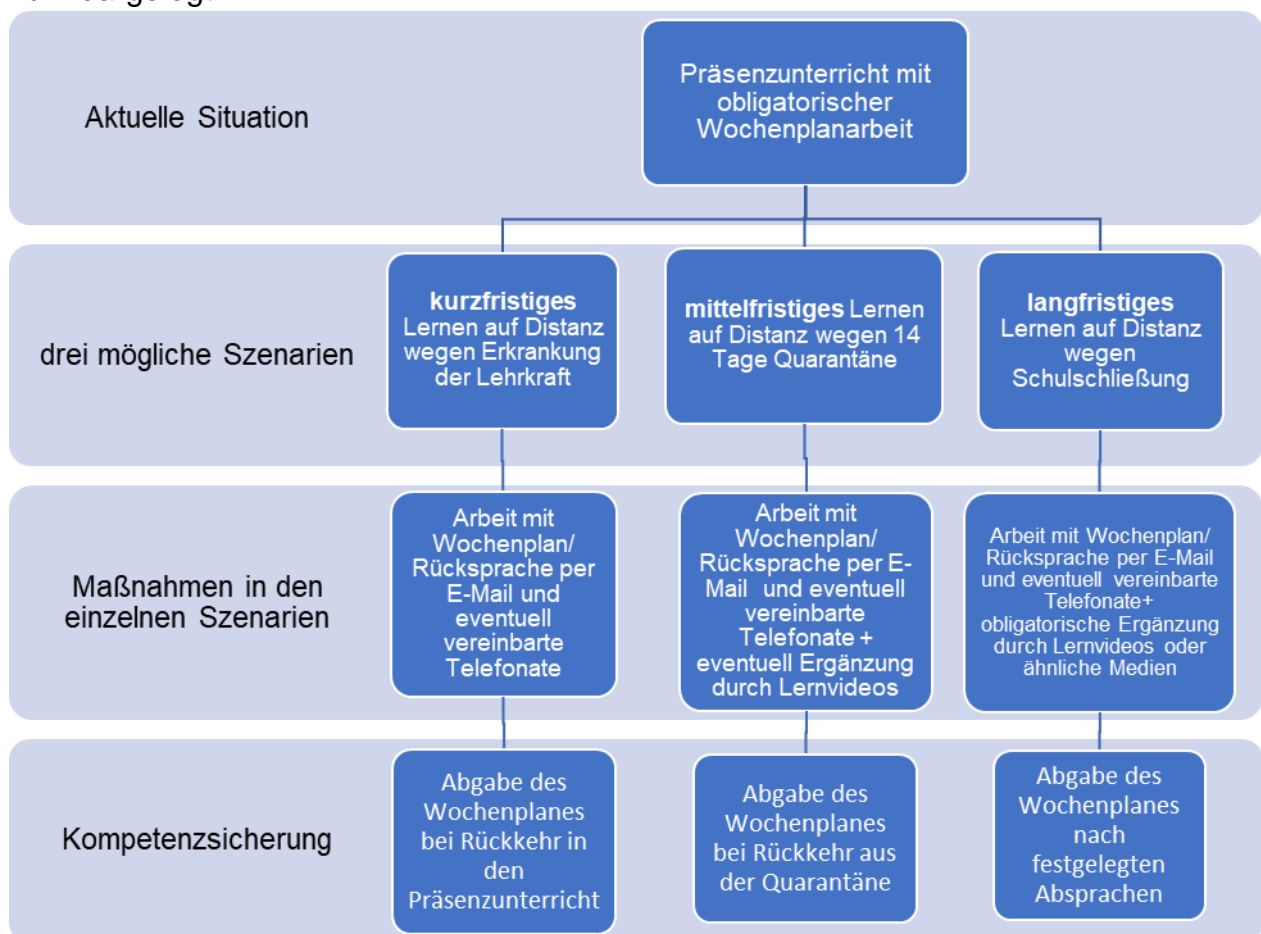 Aktuelle Situation
Präsenzunterricht mit
obligatorischer
Wochenplanarbeit
drei mögliche Szenarien
kurzfristiges
Lernen auf Distanz
wegen Erkrankung
der Lehrkraft
mittelfristiges Lernen
auf Distanz wegen 14
Tage Quarantäne
langfristiges
Lernen auf Distanz
wegen
Schulschließung
Maßnahmen in den
einzelnen Szenarien
Arbeit mit
Wochenplan/
Rücksprache per
E-Mail und
eventuell
vereinbarte
Telefonate
Arbeit mit
Wochenplan/
Rücksprache per E-
Mail und eventuell
vereinbarte
Telefonate +
eventuell Ergänzung
durch Lernvideos
Arbeit mit Wochenplan/
Rücksprache per E-Mail
und eventuell vereinbarte
Telefonate+
obligatorische Ergänzung
durch Lernvideos oder
ähnliche Medien
Kompetenzsicherung
Abgabe des
Wochenplanes
bei Rückkehr in
den
Präsenzunterricht
Abgabe des
Wochenplanes
bei Rückkehr aus
der Quarantäne
Abgabe des
Wochenplanes
nach
festgelegten
Absprachen